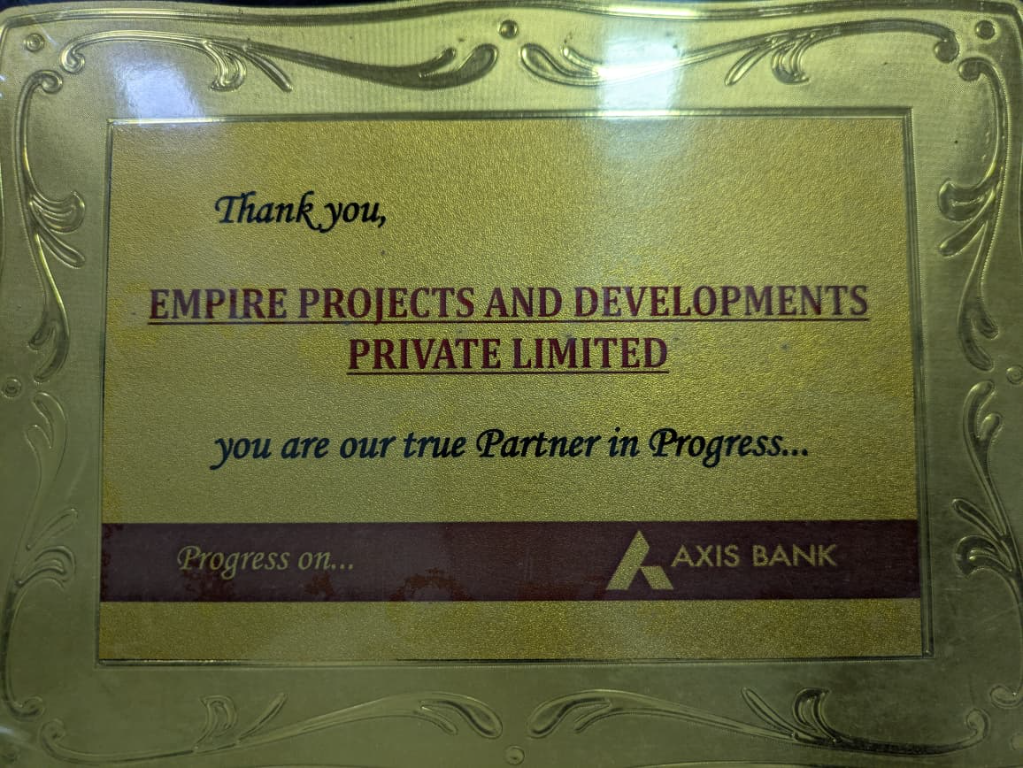 Thank you,
EMPIRE PROJECTS AND DEVELOPMENTS
PRIVATE LIMITED
you are our true Partner in Progress...
Progress on...
AXIS BANK